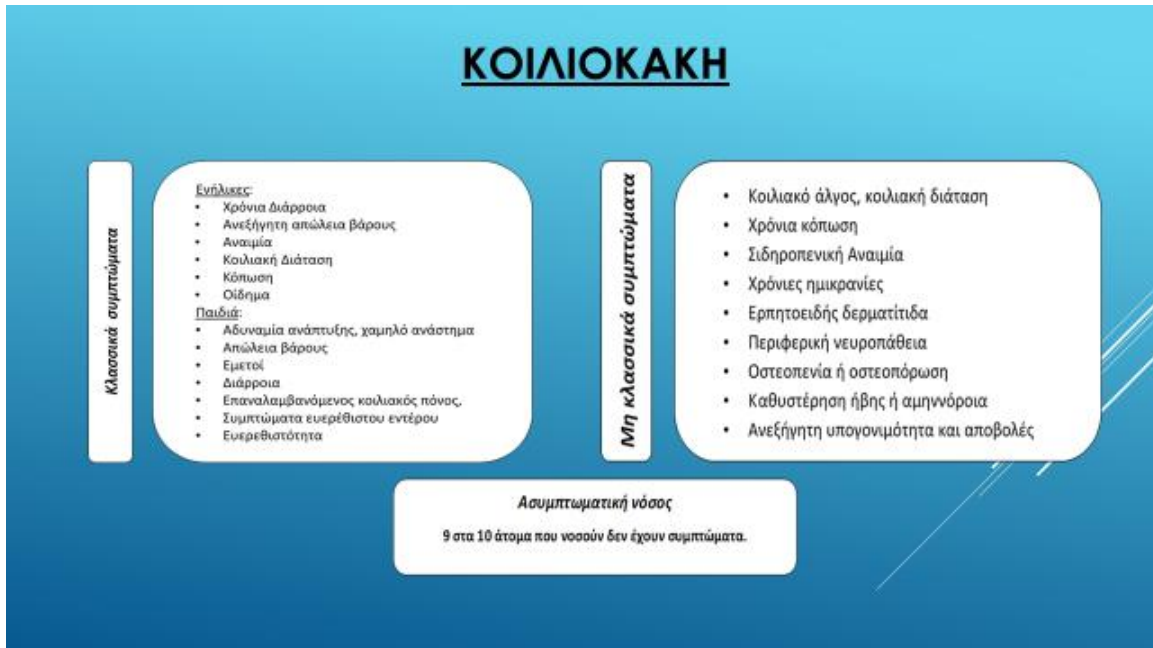 ΚΟΙΛΙΟΚΑΚΗ
Κλασσικά συμπτώματα
Ενήλικες:
• Χρόνια Διάρροια
• Ανεξήγητη απώλεια βάρους
• Αναιμία
• Κοιλιακή Διάταση
• Κόπωση
• Οίδημα
Παιδιά:
• Αδυναμία ανάπτυξης, χαμηλό ανάστημα
• Απώλεια βάρους
• Εμετοί
• Διάρροια
• Επαναλαμβανόμενος κοιλιακός πόνος.
• Συμπτώματα ευερέθιστου εντέρου
• Ευερεθιστότητα
Μη κλασσικά συμπτώματα
• Κοιλιακό άλγος, κοιλιακή διάταση
• Χρόνια κόπωση
• Σιδηροπενική Αναιμία
• Χρόνιες ημικρανίες
• Ερπητοειδής δερματίτιδα
• Περιφερική νευροπάθεια
• Οστεοπενία ή οστεοπόρωση
• Καθυστέρηση ήβης ή αμηννόροια
• Ανεξήγητη υπογονιμότητα και αποβολές
Ασυμπτωματική νόσος
9 στα 10 άτομα που νοσούν δεν έχουν συμπτώματα.